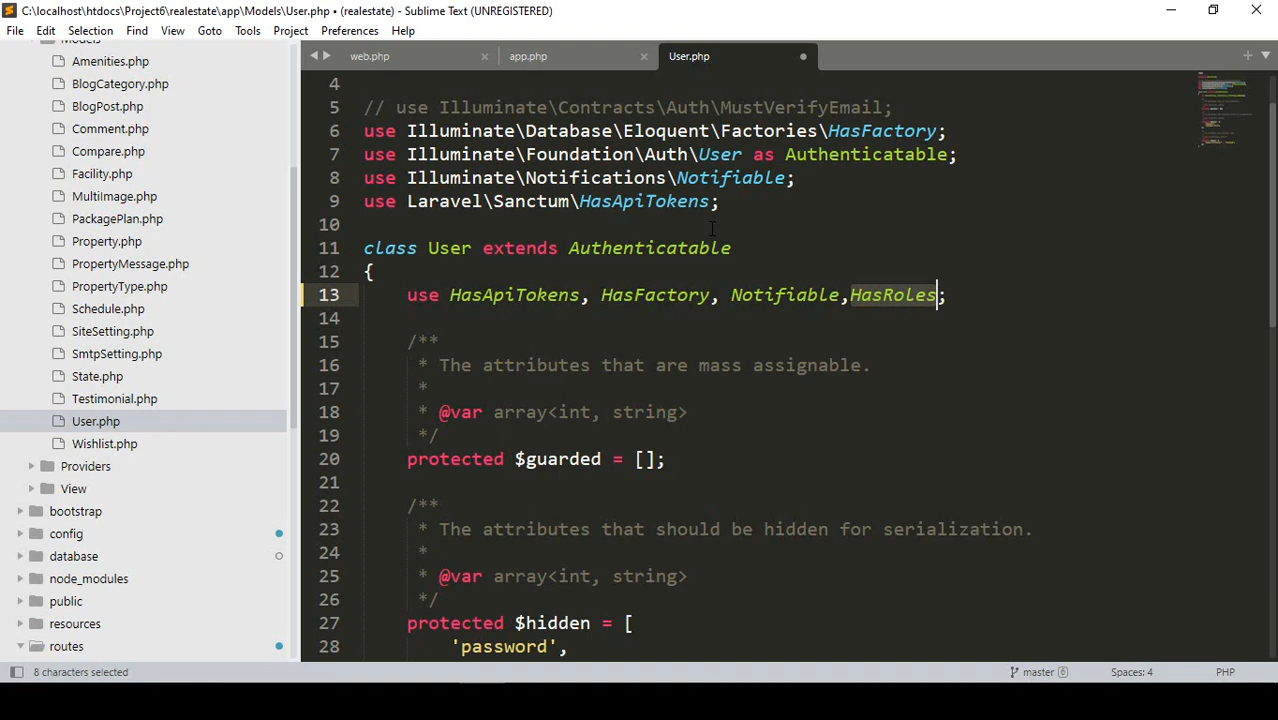 C:\localhost\htdocs\Project6\realestate\app\Models\User.php • (realestate) - Sublime Text (UNREGISTERED)
File Edit Selection Find View Goto Tools Project Preferences Help
Models
Amenities.php
BlogCategory.php
BlogPost.php
Comment.php
Compare.php
Facility.php
MultiImage.php
PackagePlan.php
Property.php
PropertyMessage.php
PropertyType.php
Schedule.php
SiteSetting.php
SmtpSetting.php
State.php
Testimonial.php
User.php
Wishlist.php
Providers
View
bootstrap
config
database
node_modules
public
resources
routes
web.php app.php User.php
4
5 // use Illuminate\Contracts\Auth\MustVerifyEmail;
6 use Illuminate\Database\Eloquent\Factories\HasFactory;
7 use Illuminate\Foundation\Auth\User as Authenticatable;
8 use Illuminate\Notifications\Notifiable;
9 use Laravel\Sanctum\HasApiTokens;
10
11 class User extends Authenticatable
12 {
13 use HasApiTokens, HasFactory, Notifiable,HasRoles;
14
15 /**
16 * The attributes that are mass assignable.
17 *
18 * @var array<int, string>
19 */
20 protected $guarded = [];
21
22 /**
23 * The attributes that should be hidden for serialization.
24 *
25 * @var array<int, string>
26 */
27 protected $hidden = [
28 'password',
8 characters selected master 6 Spaces: 4 PHP